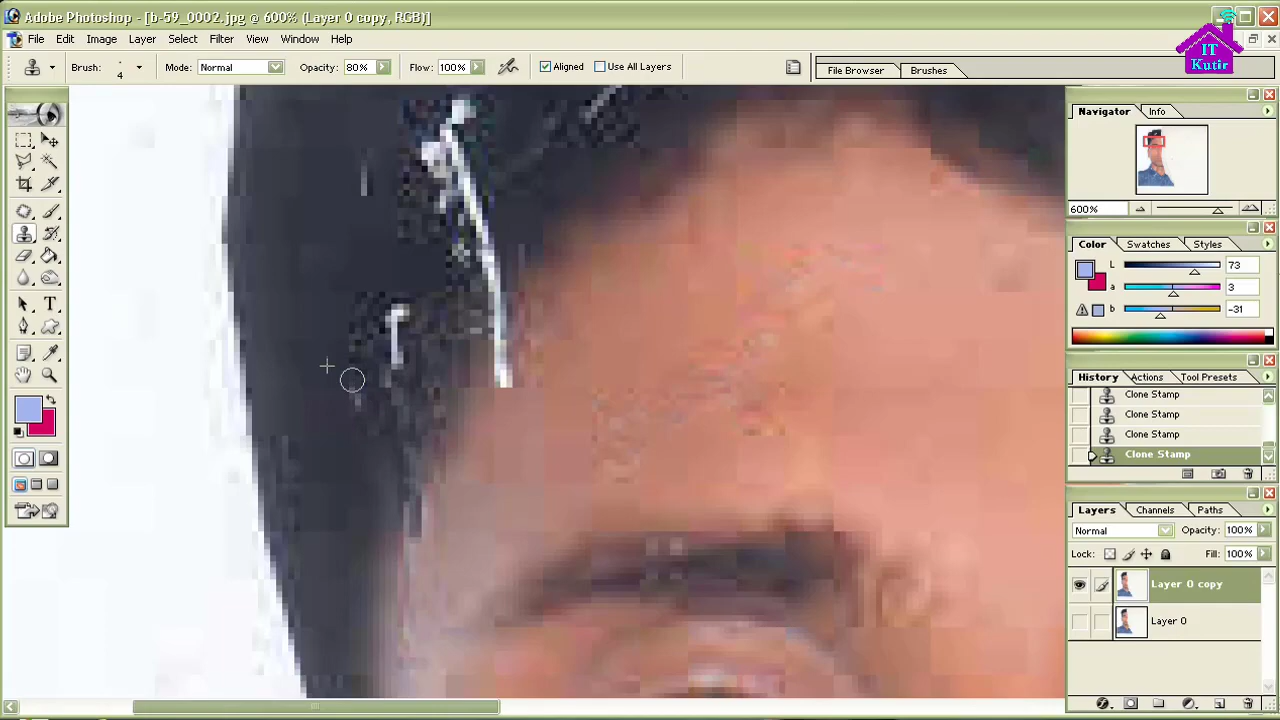 Adobe Photoshop - [b-59_0002.jpg @ 600% (Layer 0 copy, RGB)]
File Edit Image Layer Select Filter View Window Help
IT
Kutir
Brush: 4 Mode: Normal Opacity: 80% Flow: 100% Aligned Use All Layers File Browser Brushes
Navigator Info
600%
Color Swatches Styles
L 73
a 3
b -31
History Actions Tool Presets
Clone Stamp
Clone Stamp
Clone Stamp
Clone Stamp
Layers Channels Paths
Normal Opacity: 100%
Lock: Fill: 100%
Layer 0 copy
Layer 0